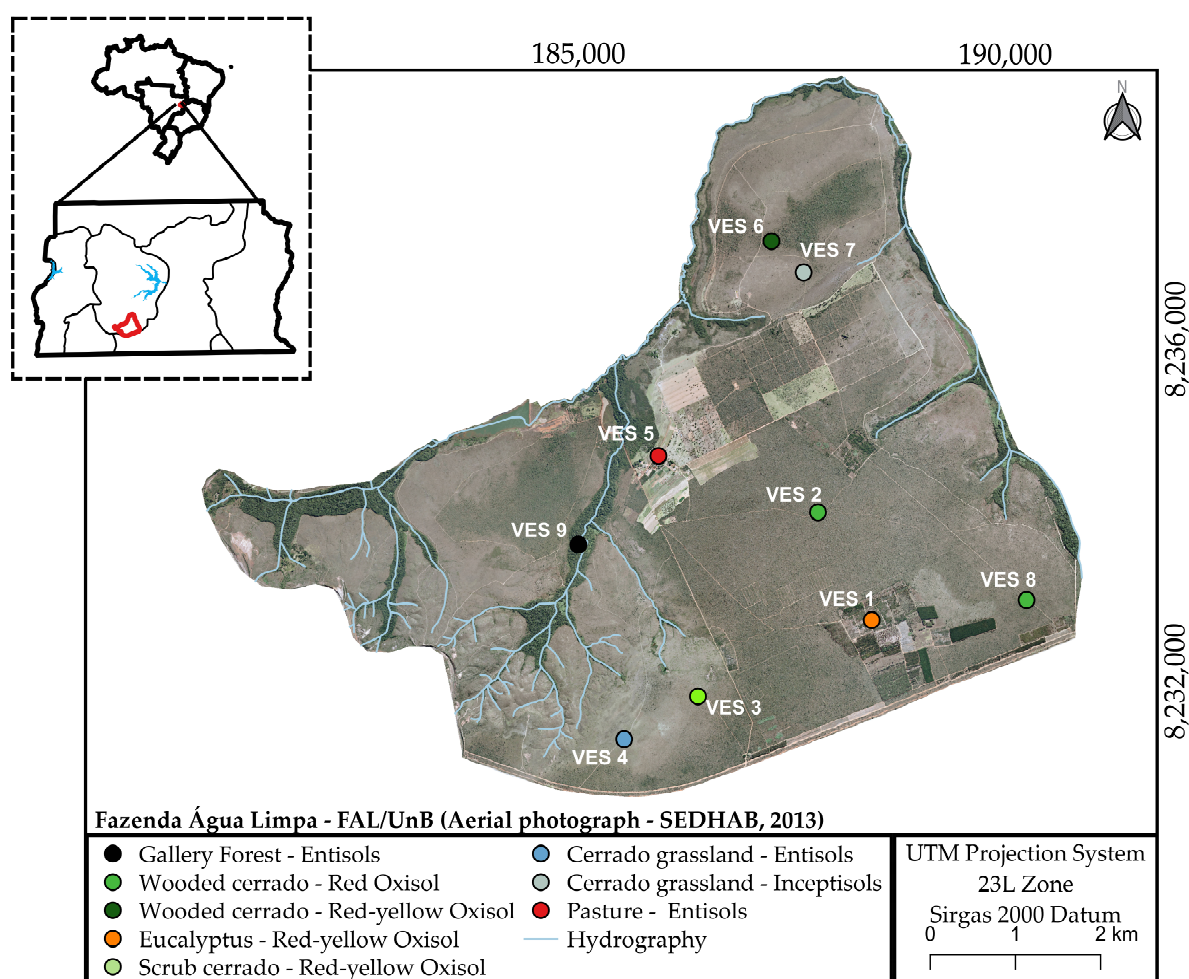 185,000
190,000
N
VES 6
VES 7
8,236,000
VES 5
VES 2
VES 9
VES 8
VES 1
8,232,000
VES 3
VES 4
Fazenda Água Limpa - FAL/UnB (Aerial photograph - SEDHAB, 2013)
Gallery Forest - Entisols
Wooded cerrado - Red Oxisol
Wooded cerrado - Red-yellow Oxisol
Eucalyptus - Red-yellow Oxisol
Scrub cerrado - Red-yellow Oxisol
Cerrado grassland - Entisols
Cerrado grassland - Inceptisols
Pasture - Entisols
Hydrography
UTM Projection System
23L Zone
Sirgas 2000 Datum
0 1 2 km